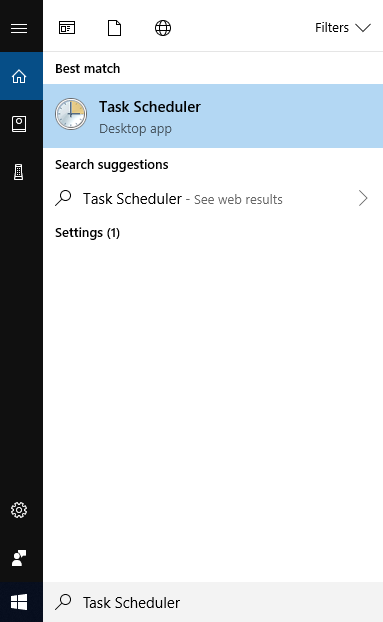 Filters
Best match
Task Scheduler
Desktop app
Search suggestions
Task Scheduler - See web results
Settings (1)
Task Scheduler